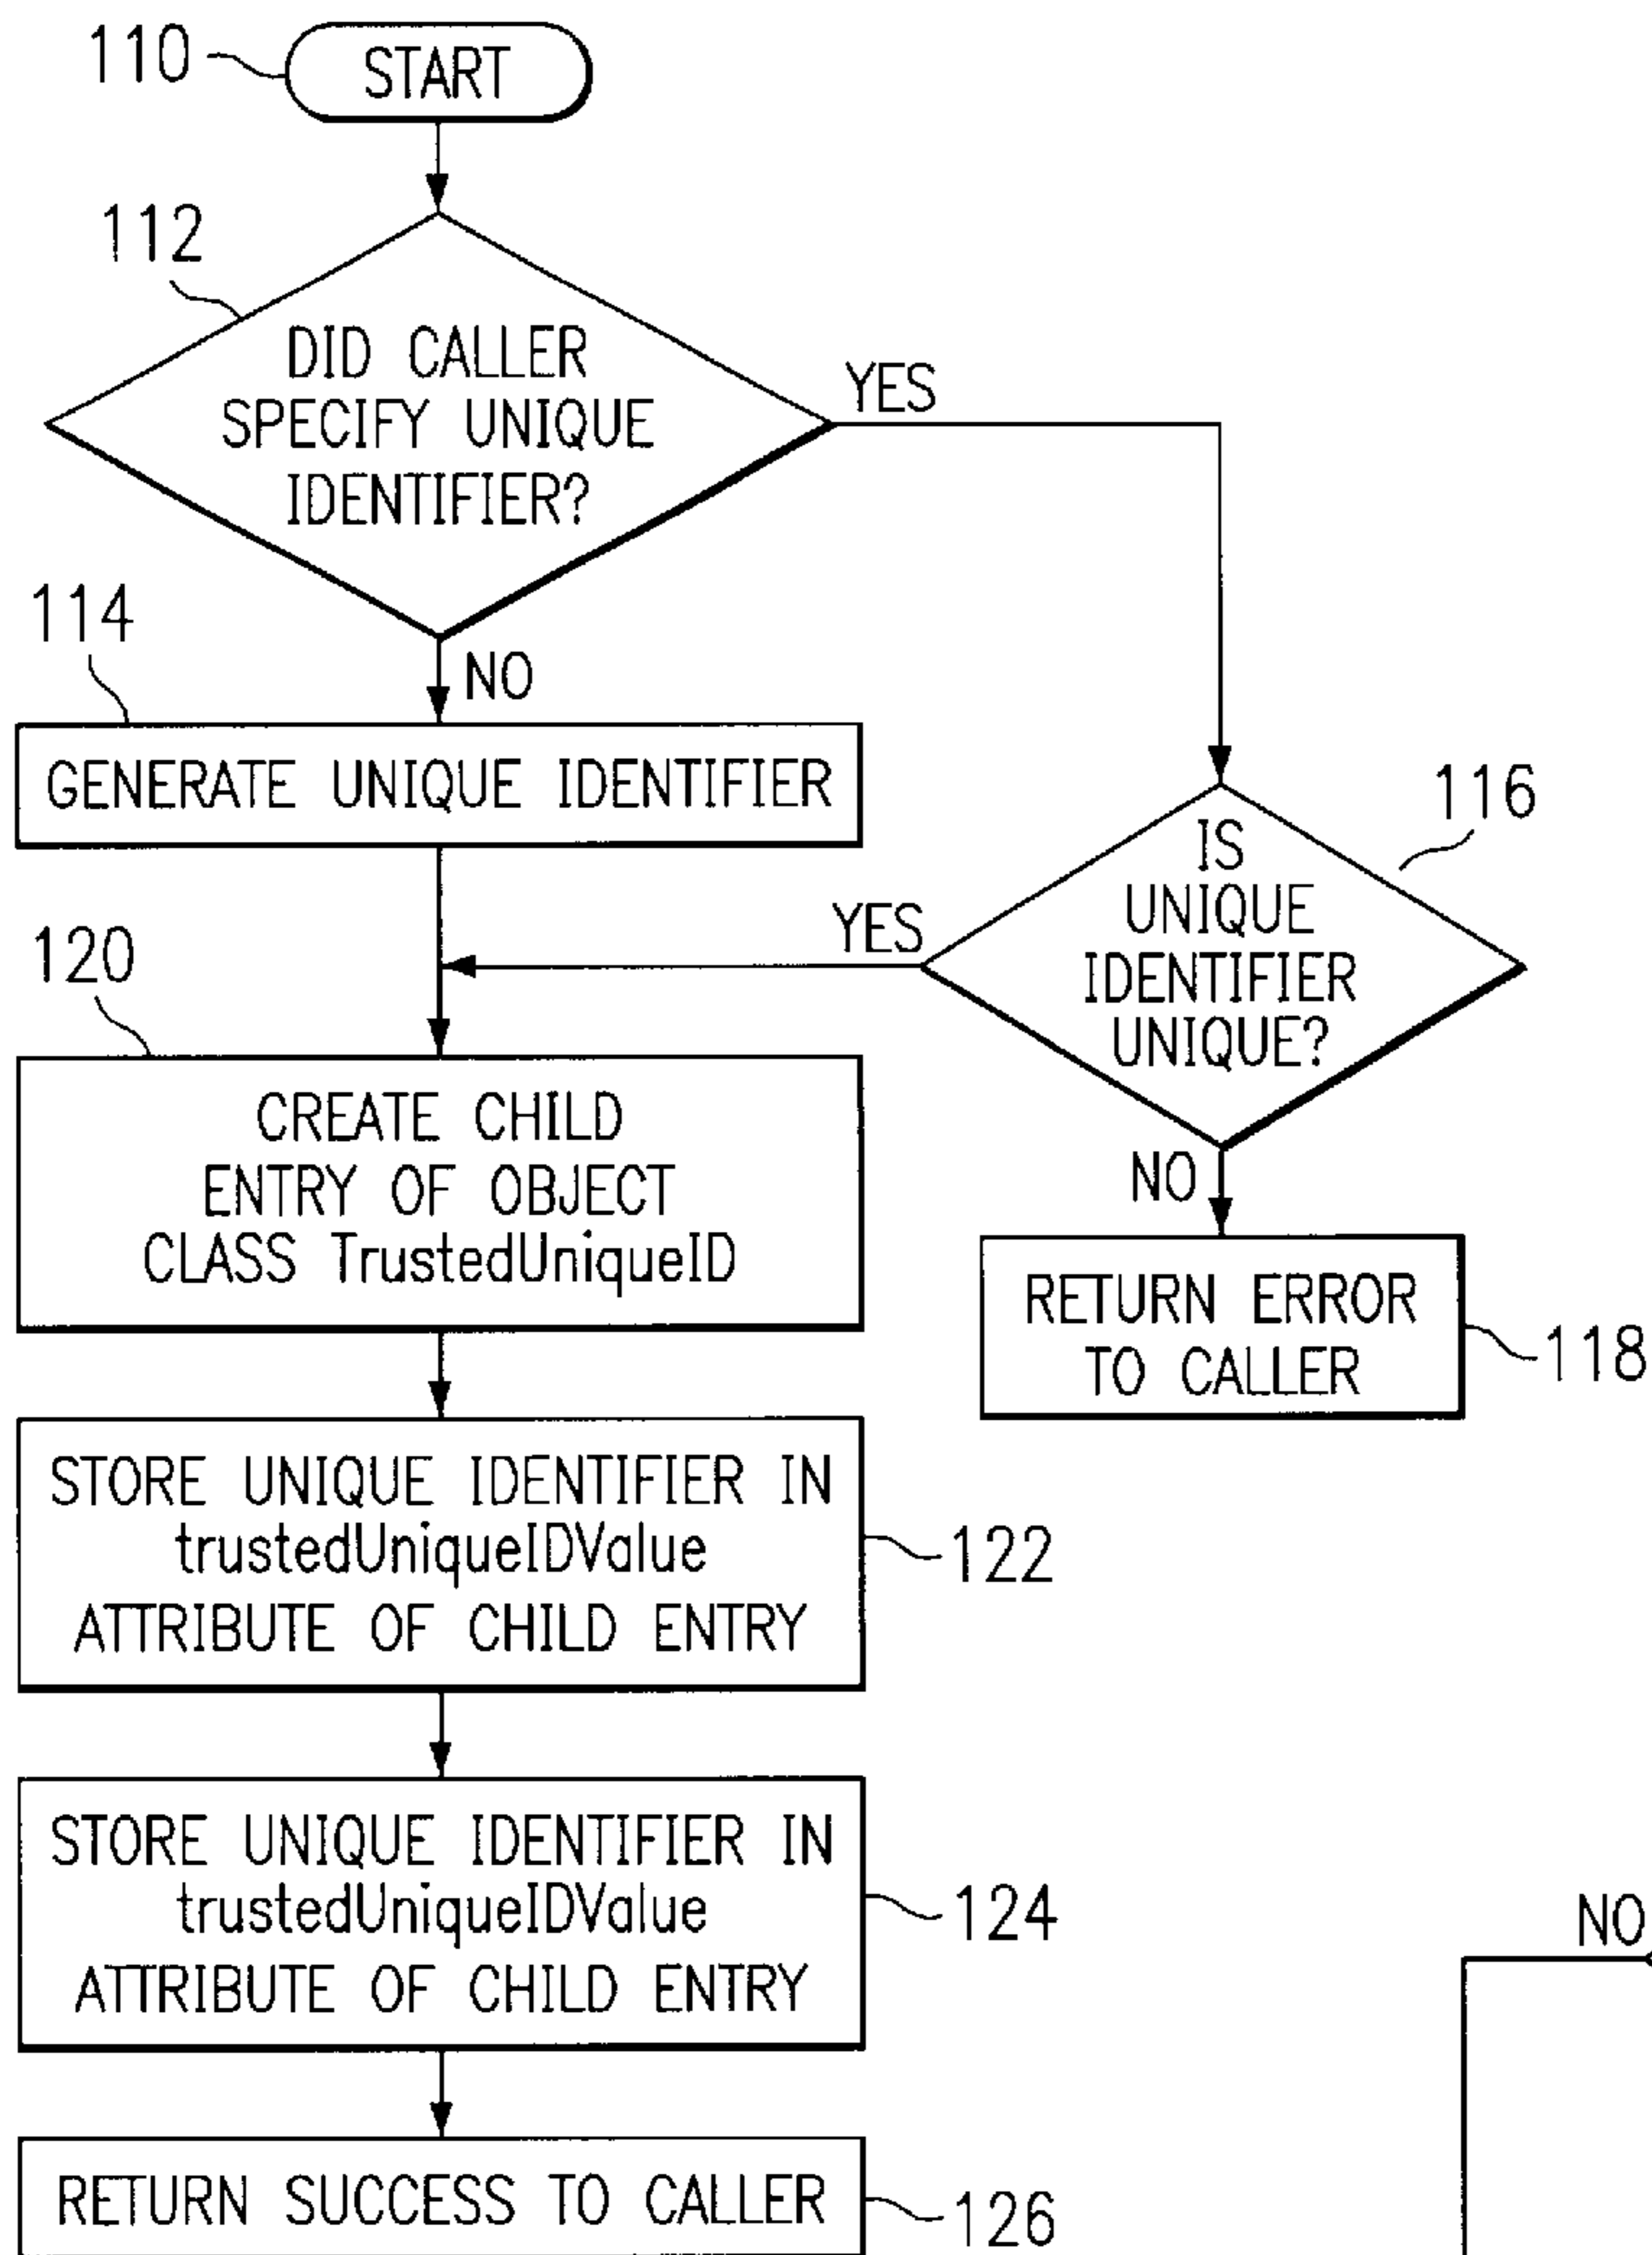 110
START
112
DID CALLER
SPECIFY UNIQUE
IDENTIFIER?
YES
NO
114
GENERATE UNIQUE IDENTIFIER
116
IS
UNIQUE
IDENTIFIER
UNIQUE?
YES
NO
RETURN ERROR
TO CALLER
118
120
CREATE CHILD
ENTRY OF OBJECT
CLASS TrustedUniqueID
STORE UNIQUE IDENTIFIER IN
trustedUniqueIDValue
ATTRIBUTE OF CHILD ENTRY
122
STORE UNIQUE IDENTIFIER IN
trustedUniqueIDValue
ATTRIBUTE OF CHILD ENTRY
124
NO
RETURN SUCCESS TO CALLER
126